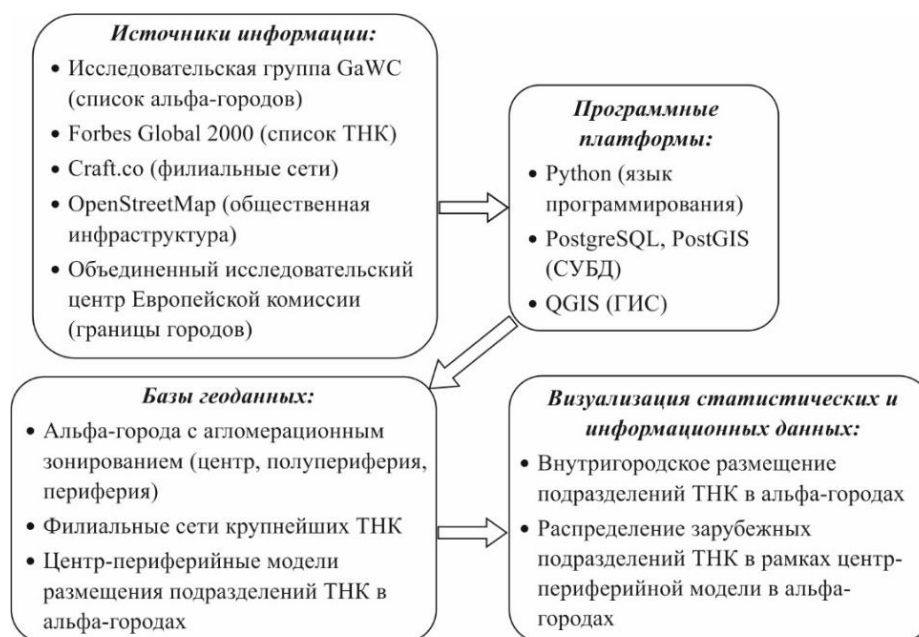 Источники информации:
• Исследовательская группа GaWC
(список альфа-городов)
• Forbes Global 2000 (список ТНК)
• Craft.co (филиальные сети)
• OpenStreetMap (общественная
инфраструктура)
• Объединенный исследовательский
центр Европейской комиссии
(границы городов)
Программные
платформы:
• Python (язык
программирования)
• PostgreSQL, PostGIS
(СУБД)
• QGIS (ГИС)
Базы геоданных:
• Альфа-города с агломерационным
зонированием (центр, полупериферия,
периферия)
• Филиальные сети крупнейших ТНК
• Центр-периферийные модели
размещения подразделений ТНК в
альфа-городах
Визуализация статистических и
информационных данных:
• Внутригородское размещение
подразделений ТНК в альфа-городах
• Распределение зарубежных
подразделений ТНК в рамках центр-
периферийной модели в альфа-
городах